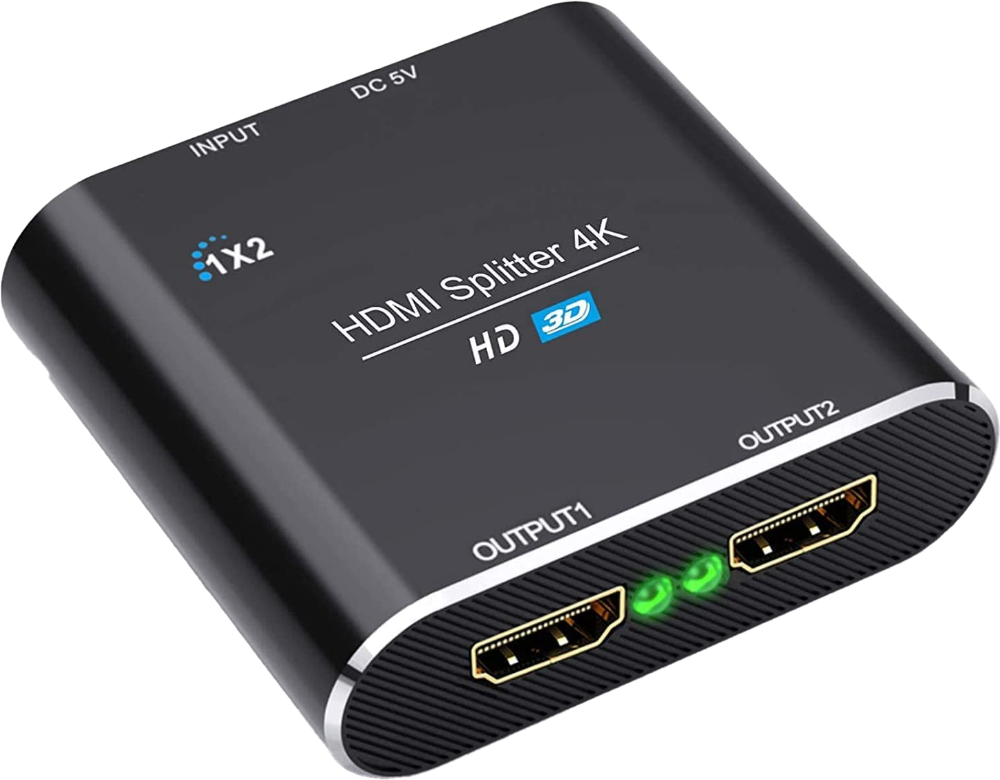 DC 5V
INPUT
1X2
HDMI Splitter 4K
HD 3D
OUTPUT2
OUTPUT1